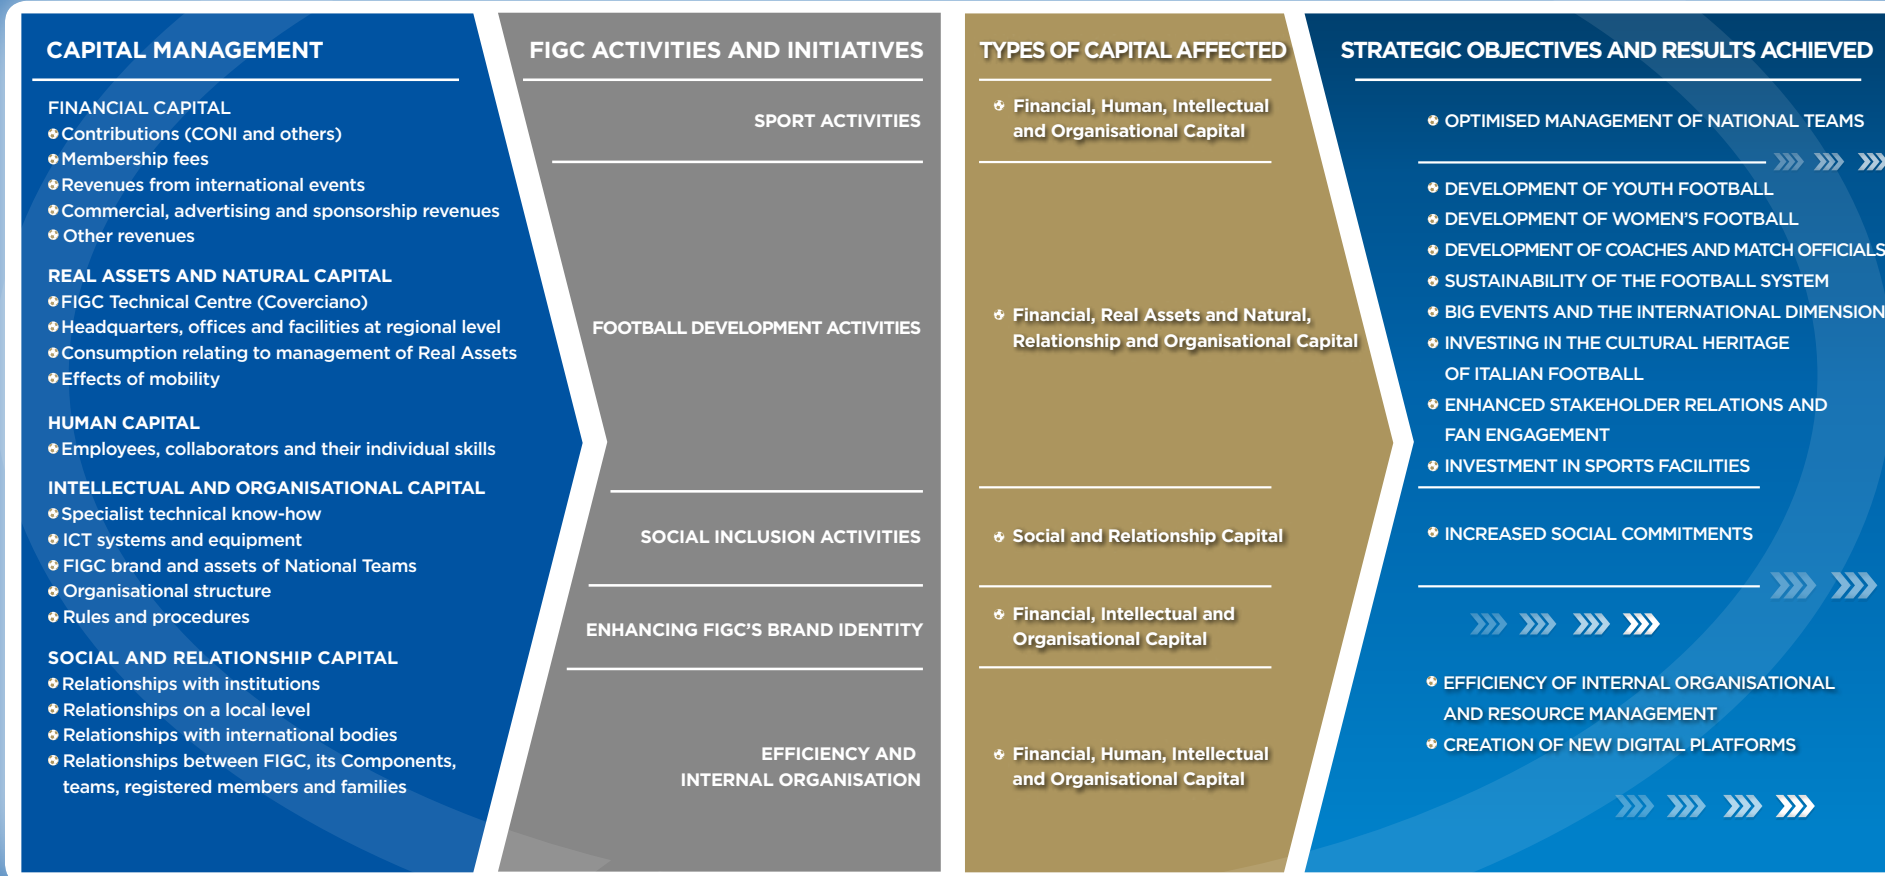 CAPITAL MANAGEMENT
FINANCIAL CAPITAL
Contributions (CONI and others)
Membership fees
Revenues from international events
Commercial, advertising and sponsorship revenues
Other revenues
REAL ASSETS AND NATURAL CAPITAL
FIGC Technical Centre (Coverciano)
Headquarters, offices and facilities at regional level
Consumption relating to management of Real Assets
Effects of mobility
HUMAN CAPITAL
Employees, collaborators and their individual skills
INTELLECTUAL AND ORGANISATIONAL CAPITAL
Specialist technical know-how
ICT systems and equipment
FIGC brand and assets of National Teams
Organisational structure
Rules and procedures
SOCIAL AND RELATIONSHIP CAPITAL
Relationships with institutions
Relationships on a local level
Relationships with international bodies
Relationships between FIGC, its Components,
teams, registered members and families
FIGC ACTIVITIES AND INITIATIVES
SPORT ACTIVITIES
FOOTBALL DEVELOPMENT ACTIVITIES
SOCIAL INCLUSION ACTIVITIES
ENHANCING FIGC'S BRAND IDENTITY
EFFICIENCY AND
INTERNAL ORGANISATION
TYPES OF CAPITAL AFFECTED
Financial, Human, Intellectual
and Organisational Capital
Financial, Real Assets and Natural,
Relationship and Organisational Capital
Social and Relationship Capital
Financial, Intellectual and
Organisational Capital
Financial, Human, Intellectual
and Organisational Capital
STRATEGIC OBJECTIVES AND RESULTS ACHIEVED
OPTIMISED MANAGEMENT OF NATIONAL TEAMS
DEVELOPMENT OF YOUTH FOOTBALL
DEVELOPMENT OF WOMEN'S FOOTBALL
DEVELOPMENT OF COACHES AND MATCH OFFICIALS
SUSTAINABILITY OF THE FOOTBALL SYSTEM
BIG EVENTS AND THE INTERNATIONAL DIMENSION
INVESTING IN THE CULTURAL HERITAGE
OF ITALIAN FOOTBALL
ENHANCED STAKEHOLDER RELATIONS AND
FAN ENGAGEMENT
INVESTMENT IN SPORTS FACILITIES
INCREASED SOCIAL COMMITMENTS
EFFICIENCY OF INTERNAL ORGANISATIONAL
AND RESOURCE MANAGEMENT
CREATION OF NEW DIGITAL PLATFORMS